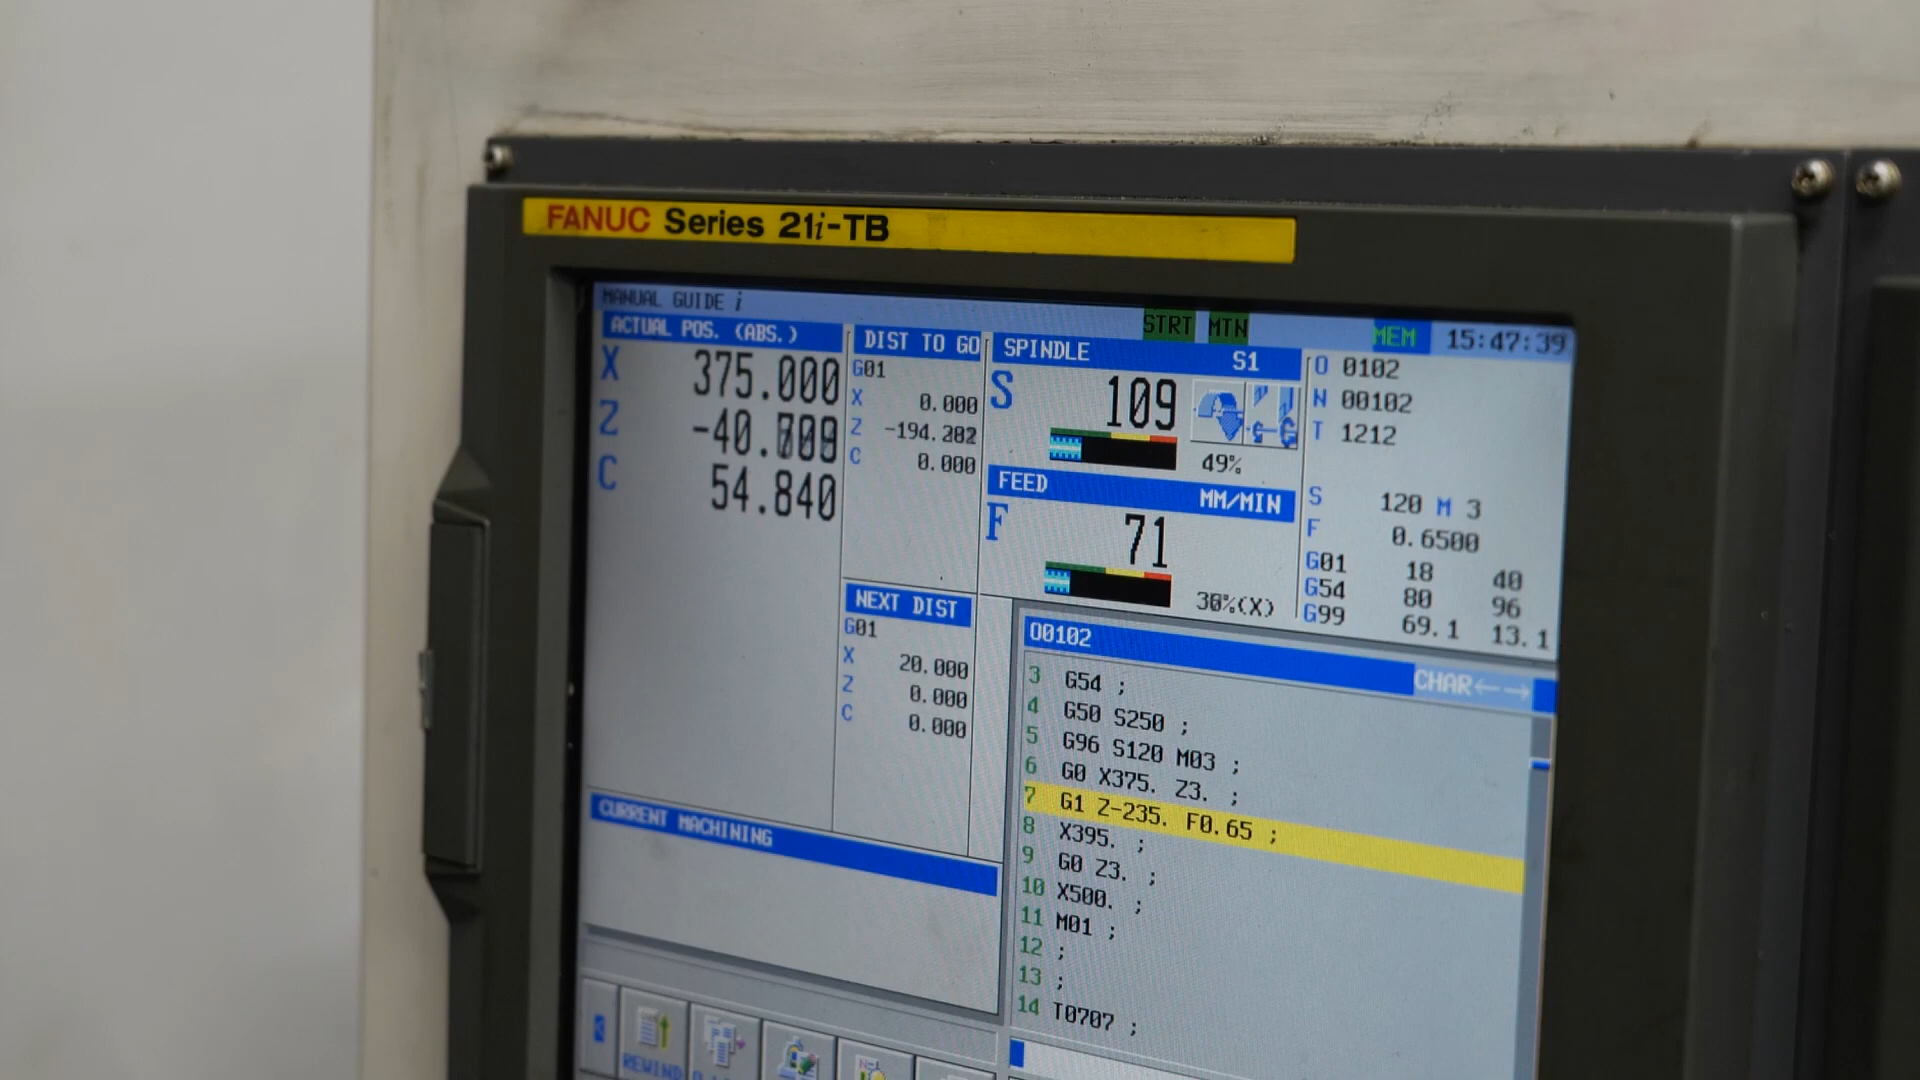 FANUC Series 21i-TB
MANUAL GUIDE i
STRT MTN MEM 15:47:39
ACTUAL POS. (ABS.)
X 375.000
Z
C 54.840
DIST TO GO
G01
X 0.000
Z -194.202
C 0.000
NEXT DIST
G01
X 20.000
Z 0.000
C 0.000
SPINDLE S1
S 109
49%
FEED MM/MIN
F 71
30%(X)
O 0102
N 00102
T 1212
S 120 M 3
F 0.6500
G01 18 40
G54 80 96
G99 69.1 13.1
O0102
CHAR←→
3 G54 ;
4 G50 S250 ;
5 G96 S120 M03 ;
6 G0 X375. Z3. ;
7 G1 Z-235. F0.65 ;
8 X395. ;
9 G0 Z3. ;
10 X500. ;
11 M01 ;
12 ;
13 ;
14 T0707 ;
CURRENT MACHINING
REWIND